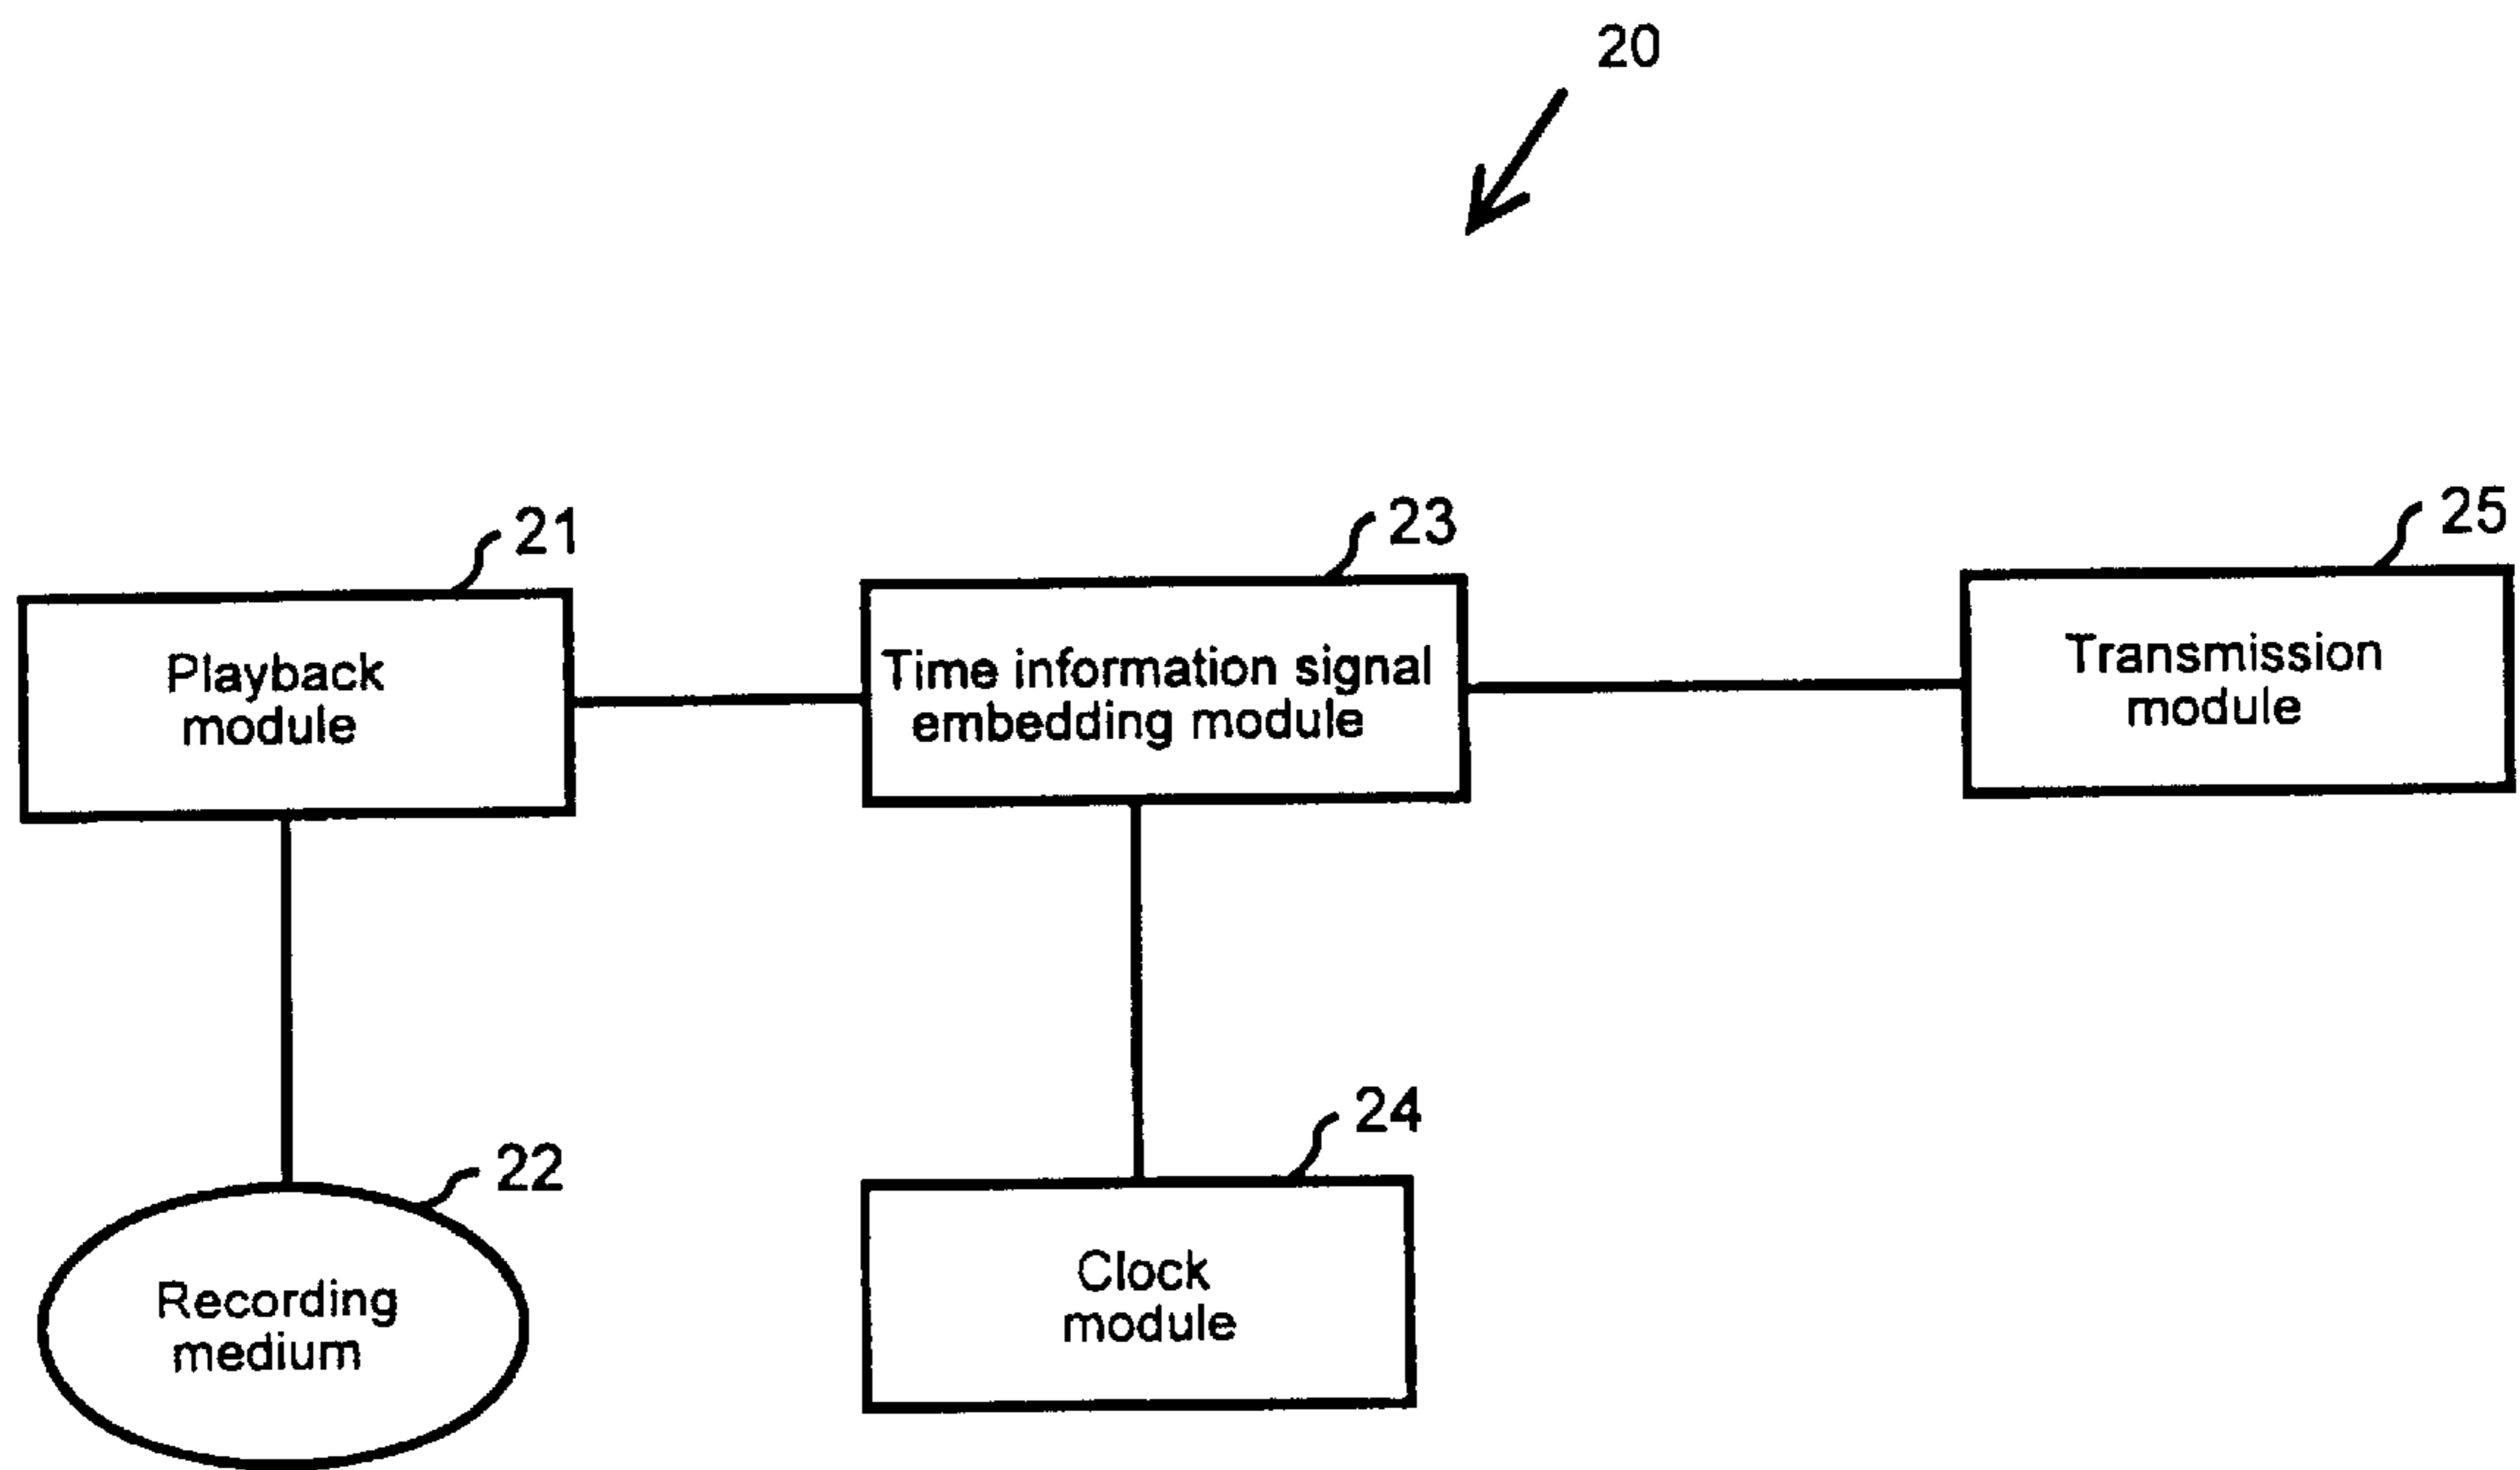 20
21
Playback
module
23
Time information signal
embedding module
25
Transmission
module
22
Recording
medium
24
Clock
module